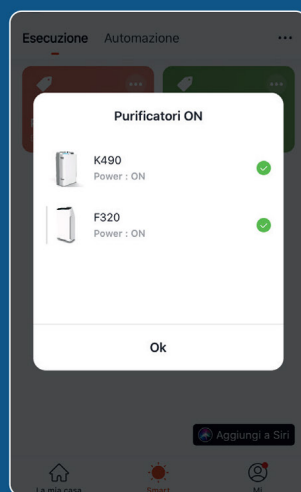 Esecuzione Automazione
Purificatori ON
K490
Power : ON
F320
Power : ON
Ok
Aggiungi a Siri
La mia casa Smart Mi